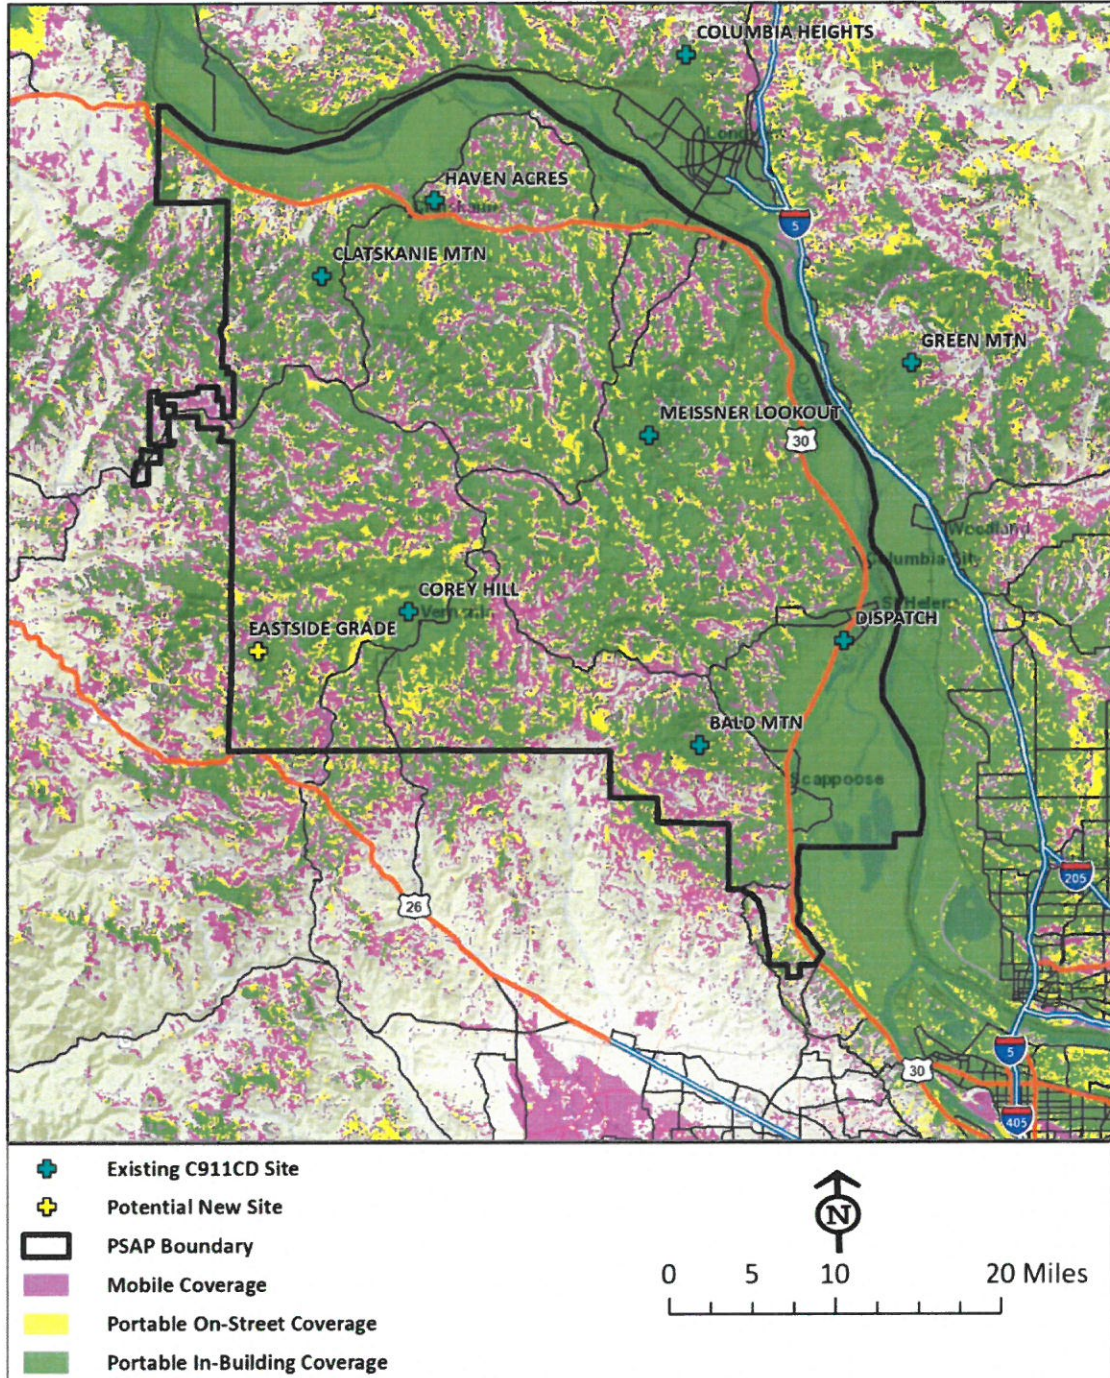 COLUMBIA HEIGHTS
Long
HAVEN ACRES
5
CLATSKANIE MTN
GREEN MTN
MEISSNER LOOKOUT
30
Woodland
Columbia City
COREY HILL
St Helens
EASTSIDE GRADE
DISPATCH
BALD MTN
Scappoose
205
26
5
30
405
Existing C911CD Site
Potential New Site
PSAP Boundary
Mobile Coverage
Portable On-Street Coverage
Portable In-Building Coverage
N
0 5 10 20 Miles